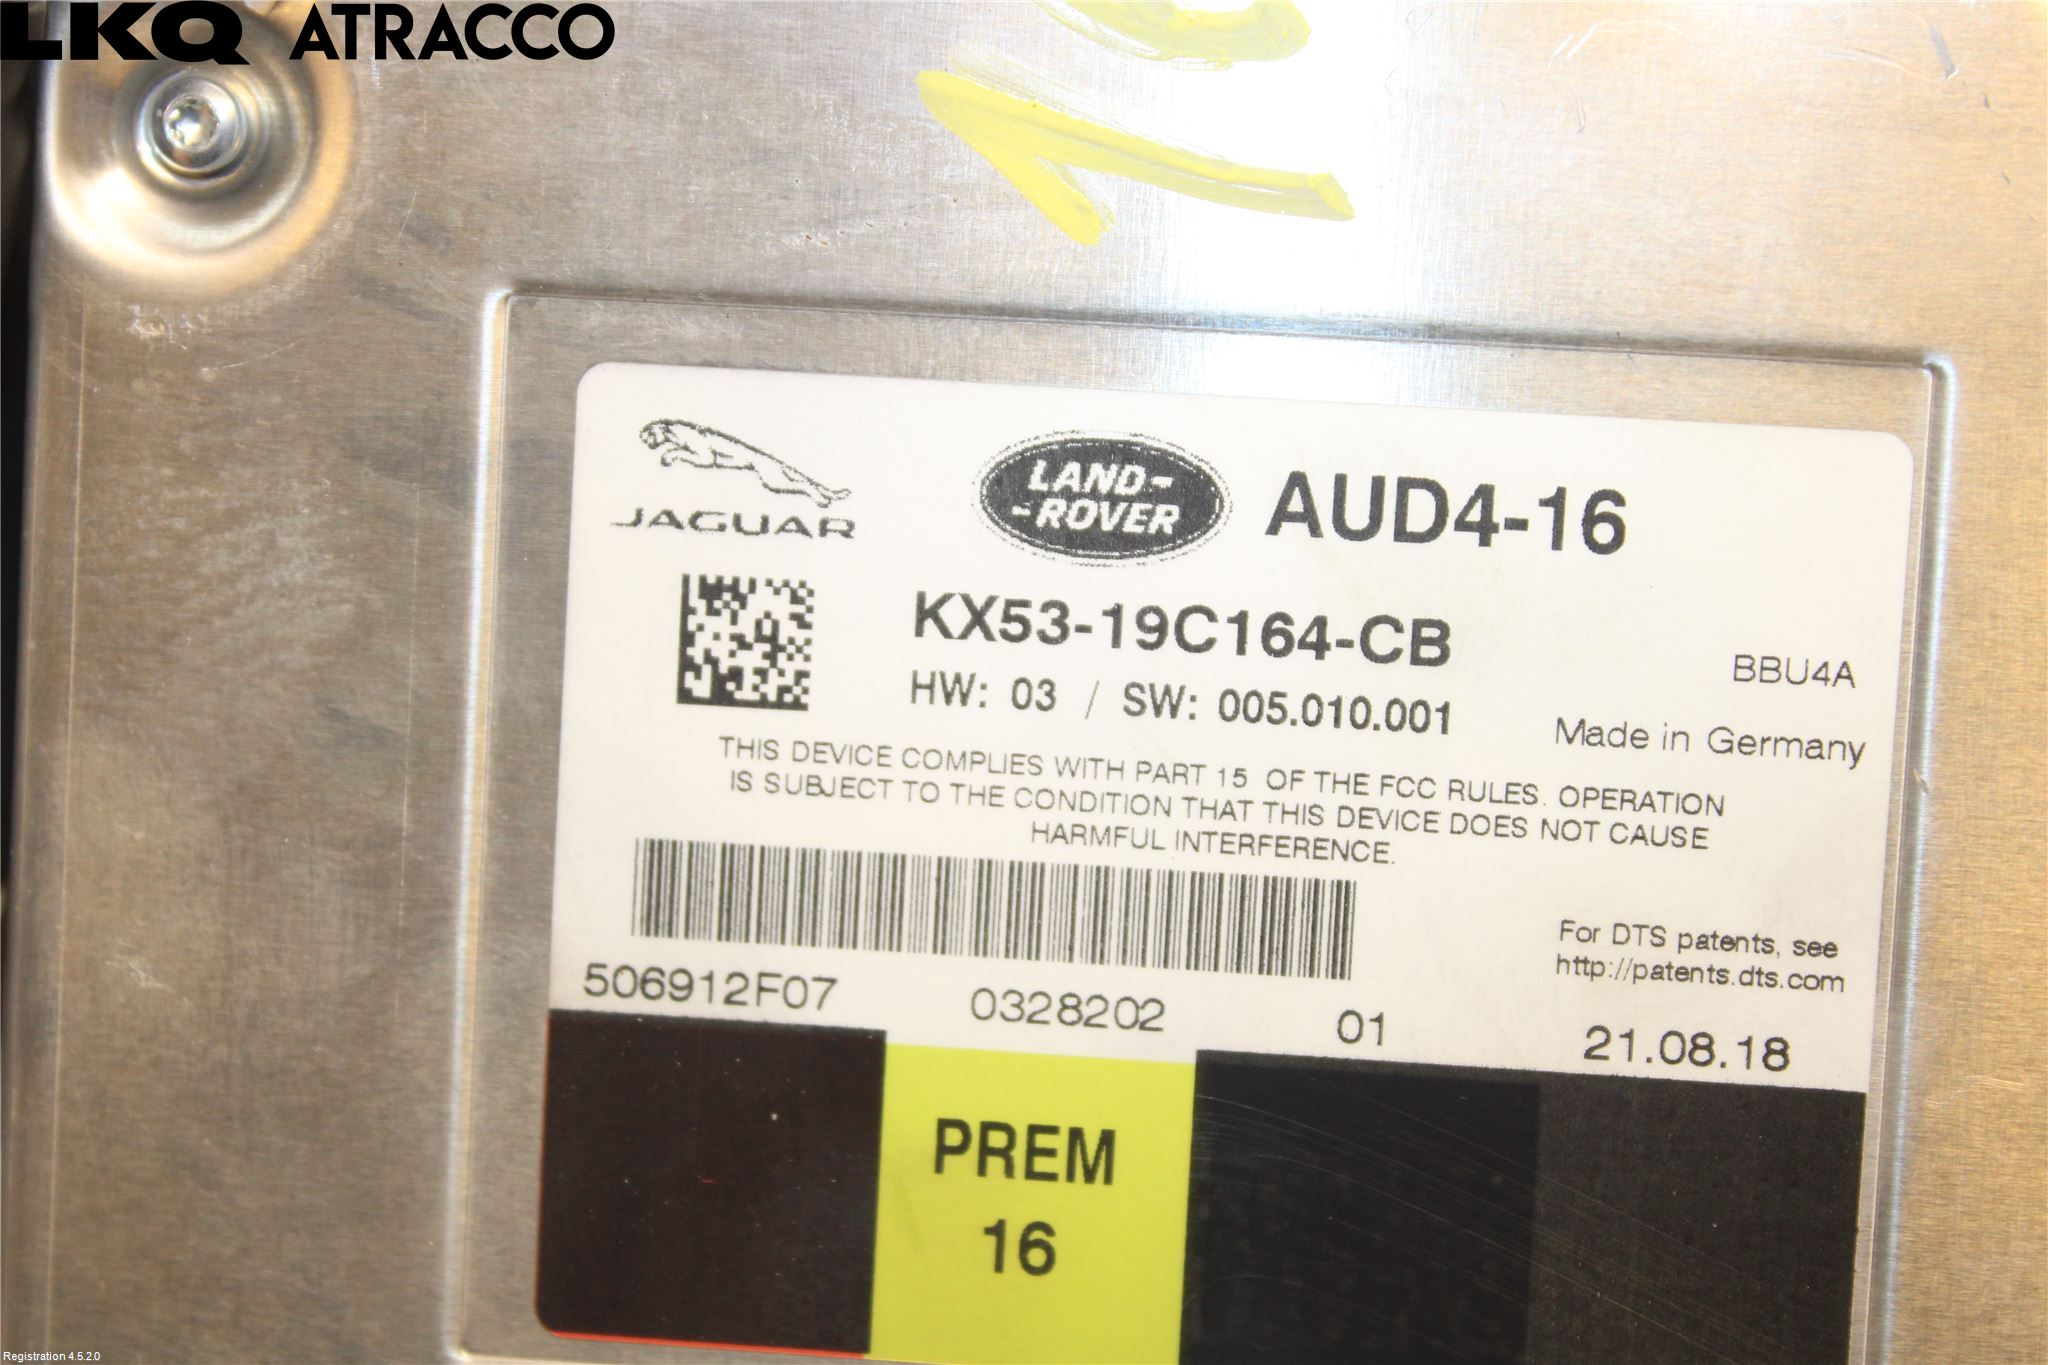 LKQ ATRACCO
JAGUAR
LAND-
-ROVER
AUD4-16
KX53-19C164-CB
BBU4A
HW: 03 / SW: 005.010.001
Made in Germany
THIS DEVICE COMPLIES WITH PART 15 OF THE FCC RULES. OPERATION
IS SUBJECT TO THE CONDITION THAT THIS DEVICE DOES NOT CAUSE
HARMFUL INTERFERENCE.
For DTS patents, see
http://patents.dts.com
506912F07 0328202 01 21.08.18
PREM
16
Registration 4.5.2.0